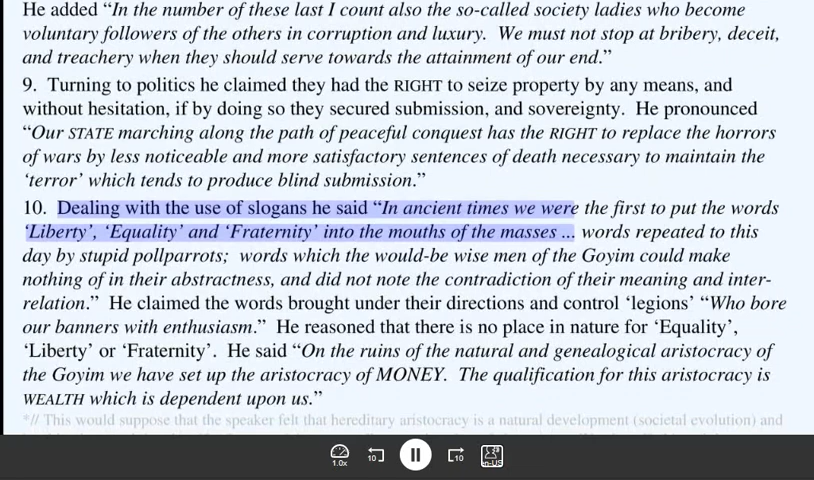 He added “In the number of these last I count also the so-called society ladies who become
voluntary followers of the others in corruption and luxury.  We must not stop at bribery, deceit,
and treachery when they should serve towards the attainment of our end.”
9.  Turning to politics he claimed they had the RIGHT to seize property by any means, and
without hesitation, if by doing so they secured submission, and sovereignty.  He pronounced
“Our STATE marching along the path of peaceful conquest has the RIGHT to replace the horrors
of wars by less noticeable and more satisfactory sentences of death necessary to maintain the
‘terror’ which tends to produce blind submission.”
10.  Dealing with the use of slogans he said “In ancient times we were the first to put the words
‘Liberty’, ‘Equality’ and ‘Fraternity’ into the mouths of the masses ... words repeated to this
day by stupid pollparrots;  words which the would-be wise men of the Goyim could make
nothing of in their abstractness, and did not note the contradiction of their meaning and inter-
relation.”  He claimed the words brought under their directions and control ‘legions’ “Who bore
our banners with enthusiasm.”  He reasoned that there is no place in nature for ‘Equality’,
‘Liberty’ or ‘Fraternity’.  He said “On the ruins of the natural and genealogical aristocracy of
the Goyim we have set up the aristocracy of MONEY.  The qualification for this aristocracy is
WEALTH which is dependent upon us.”
*// This would suppose that the speaker felt that hereditary aristocracy is a natural development (societal evolution) and
1.0x
10
10
en-US